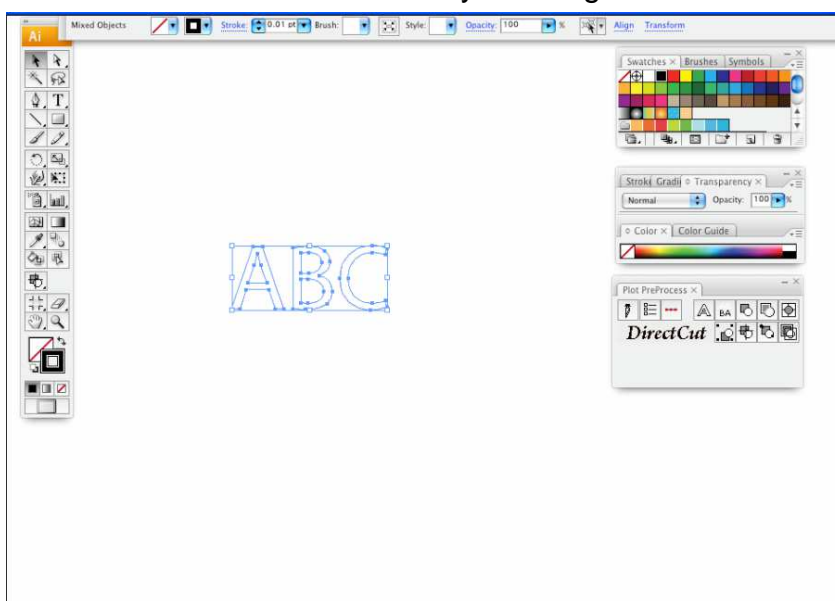 Mixed Objects Stroke: 0.01 pt Brush: Style: Opacity: 100 % Align Transform
Ai
T
Swatches × Brushes Symbols
Gradi Transparency ×
Normal Opacity: 100 %
Color × Color Guide
ABC
Plot PreProcess ×
A BA
DirectCut